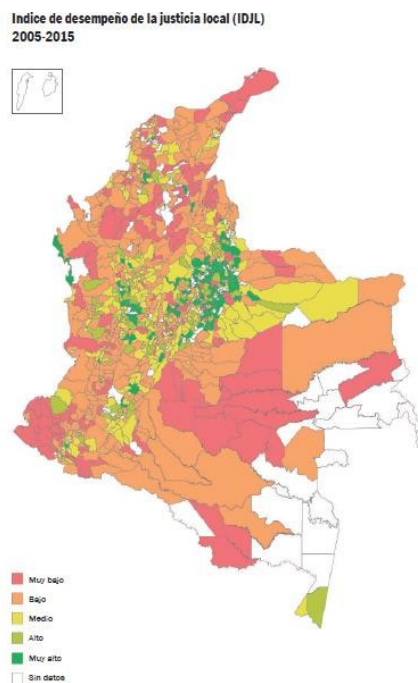 Indice de desempeño de la justicia local (IDJL)
2005-2015
Muy bajo
Bajo
Medio
Alto
Muy alto
Sin datos